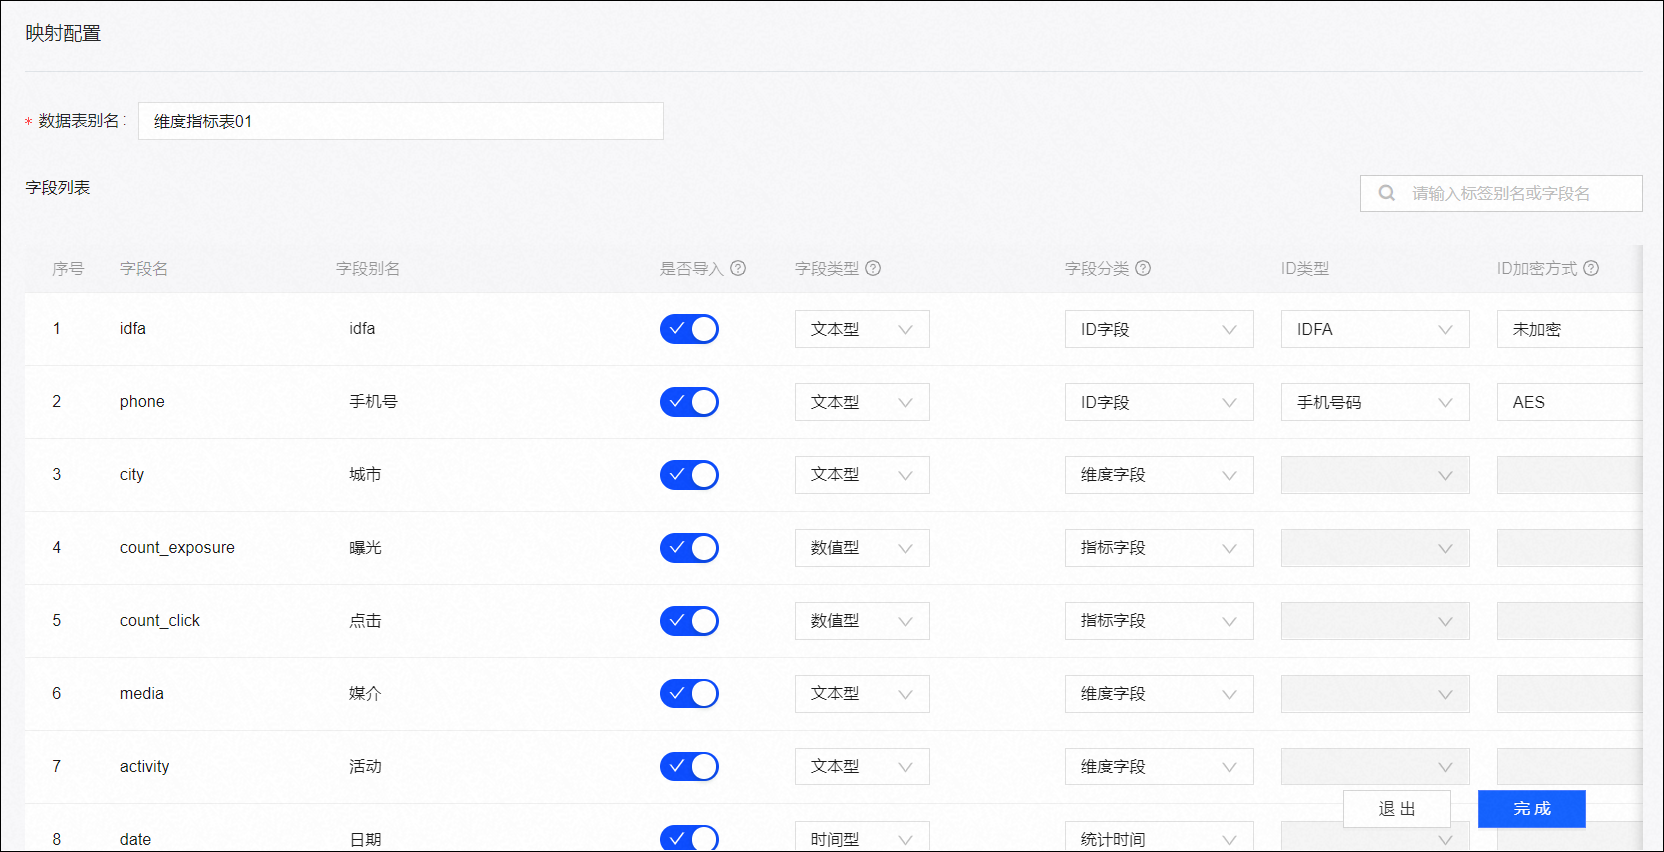 映射配置
* 数据表别名： 维度指标表01
字段列表
请输入标签别名或字段名
序号 字段名 字段别名 是否导入 ? 字段类型 ? 字段分类 ? ID类型 ID加密方式 ?
1 idfa idfa 文本型 ID字段 IDFA 未加密
2 phone 手机号 文本型 ID字段 手机号码 AES
3 city 城市 文本型 维度字段
4 count_exposure 曝光 数值型 指标字段
5 count_click 点击 数值型 指标字段
6 media 媒介 文本型 维度字段
7 activity 活动 文本型 维度字段
退出 完成
8 date 日期 时间型 统计时间